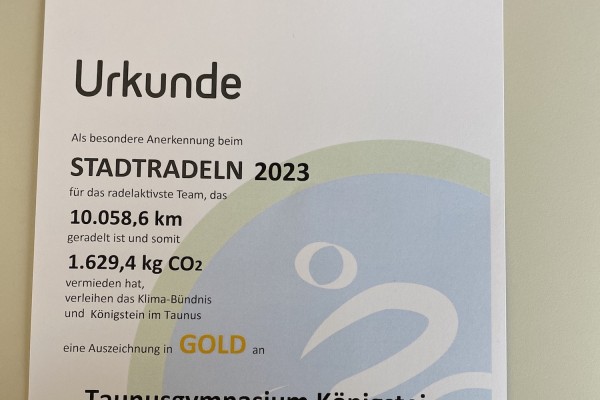 Urkunde
Als besondere Anerkennung beim
STADTRADELN 2023
für das radelaktivste Team, das
10.058,6 km
geradelt ist und somit
1.629,4 kg CO2
vermieden hat,
verleihen das Klima-Bündnis
und Königstein im Taunus
eine Auszeichnung in GOLD an
Taunusgymnasium Königstein